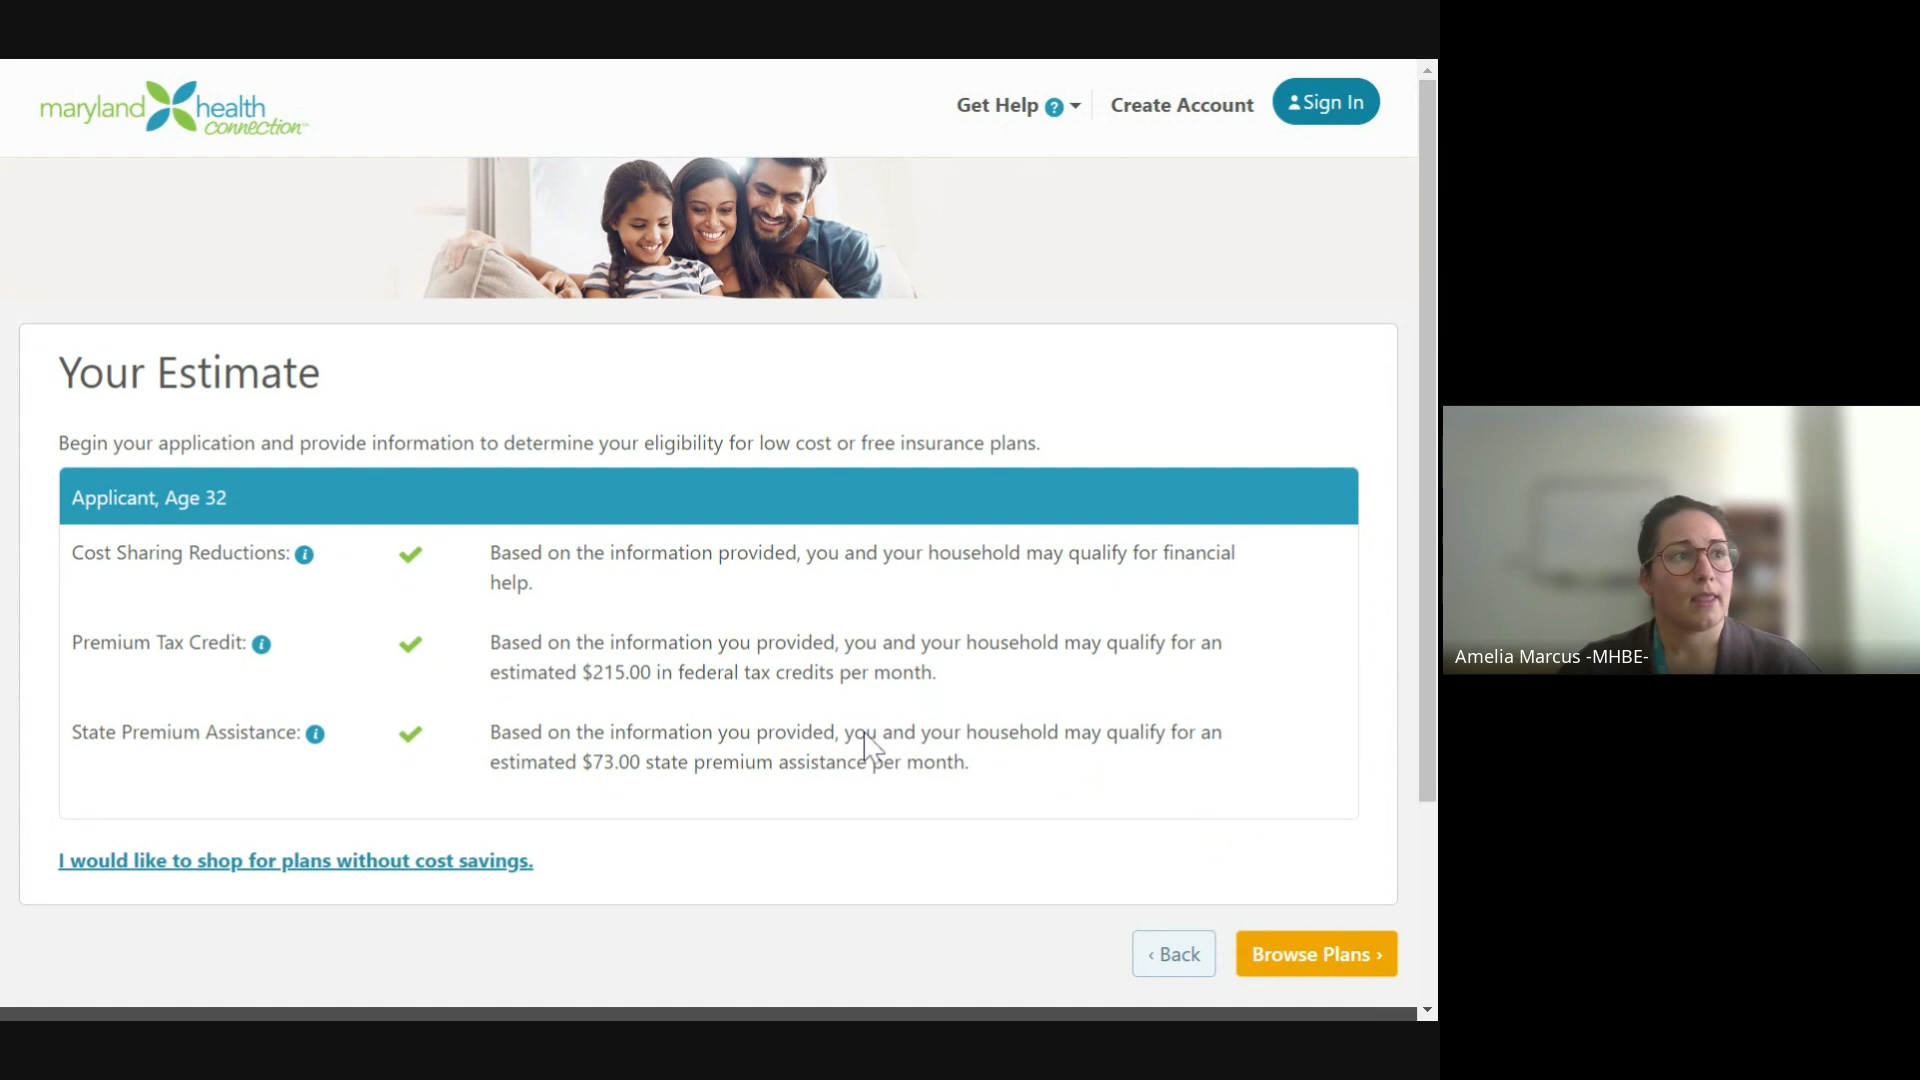 maryland health connection
Get Help ?
Create Account
Sign In
Your Estimate
Begin your application and provide information to determine your eligibility for low cost or free insurance plans.
Applicant, Age 32
Cost Sharing Reductions: i
Based on the information provided, you and your household may qualify for financial
help.
Premium Tax Credit: i
Based on the information you provided, you and your household may qualify for an
estimated $215.00 in federal tax credits per month.
State Premium Assistance: i
Based on the information you provided, you and your household may qualify for an
estimated $73.00 state premium assistance per month.
I would like to shop for plans without cost savings.
‹ Back
Browse Plans ›
Amelia Marcus -MHBE-